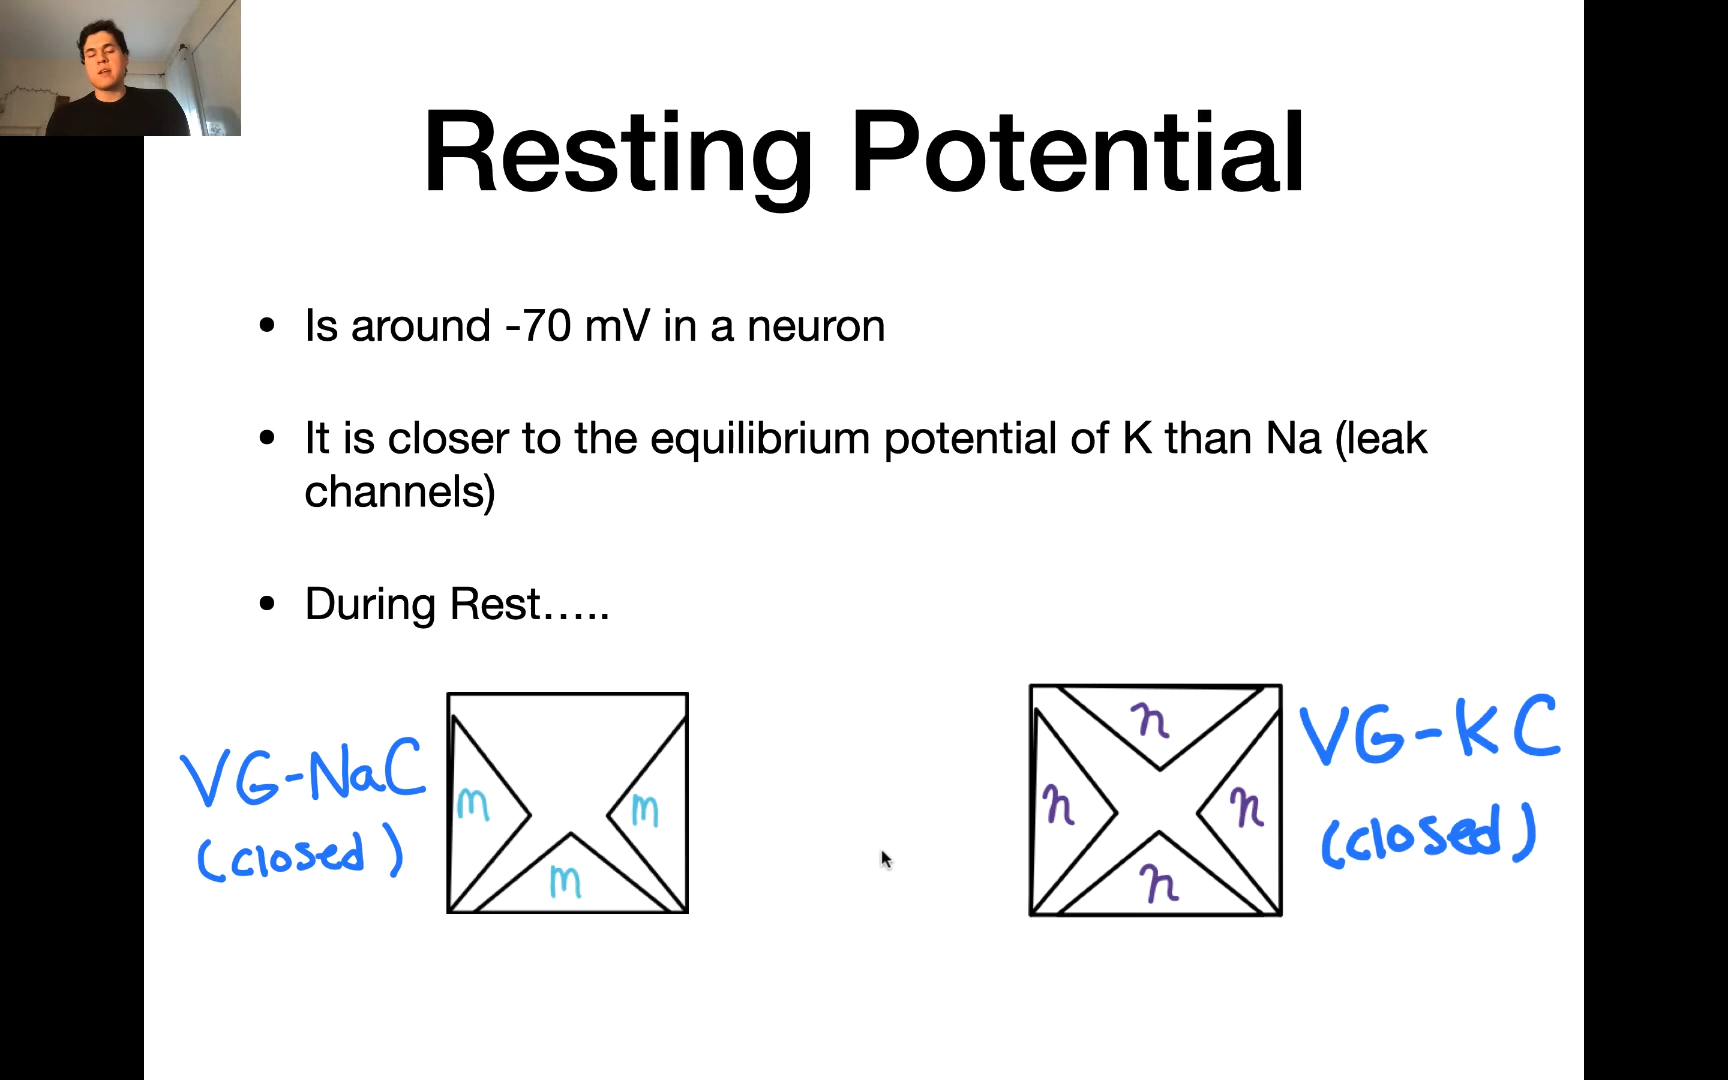 Resting Potential
• Is around -70 mV in a neuron
• It is closer to the equilibrium potential of K than Na (leak
channels)
• During Rest…..
VG-NaC
(closed)
m
m
m
n
n
n
n
VG-KC
(closed)